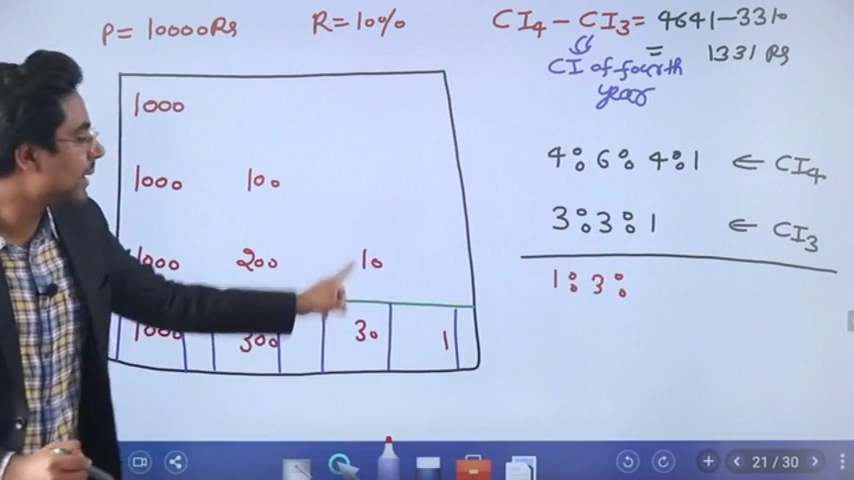 P= 10000Rs R=10%
CI4 - CI3= 4641-3310
= 1331 Rs
CI of fourth
year
1000
1000 100
1000 200 10
1000 300 30 1
4:6:4:1 ← CI4
3:3:1 ← CI3
1:3:
21 / 30